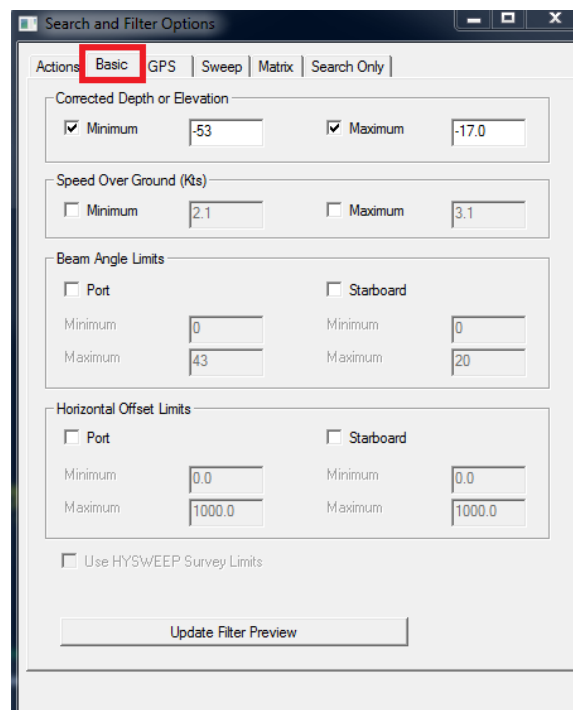 Search and Filter Options
Actions Basic GPS Sweep Matrix Search Only
Corrected Depth or Elevation
Minimum -53 Maximum -17.0
Speed Over Ground (Kts)
Minimum 2.1 Maximum 3.1
Beam Angle Limits
Port Starboard
Minimum 0 Minimum 0
Maximum 43 Maximum 20
Horizontal Offset Limits
Port Starboard
Minimum 0.0 Minimum 0.0
Maximum 1000.0 Maximum 1000.0
Use HYSWEEP Survey Limits
Update Filter Preview